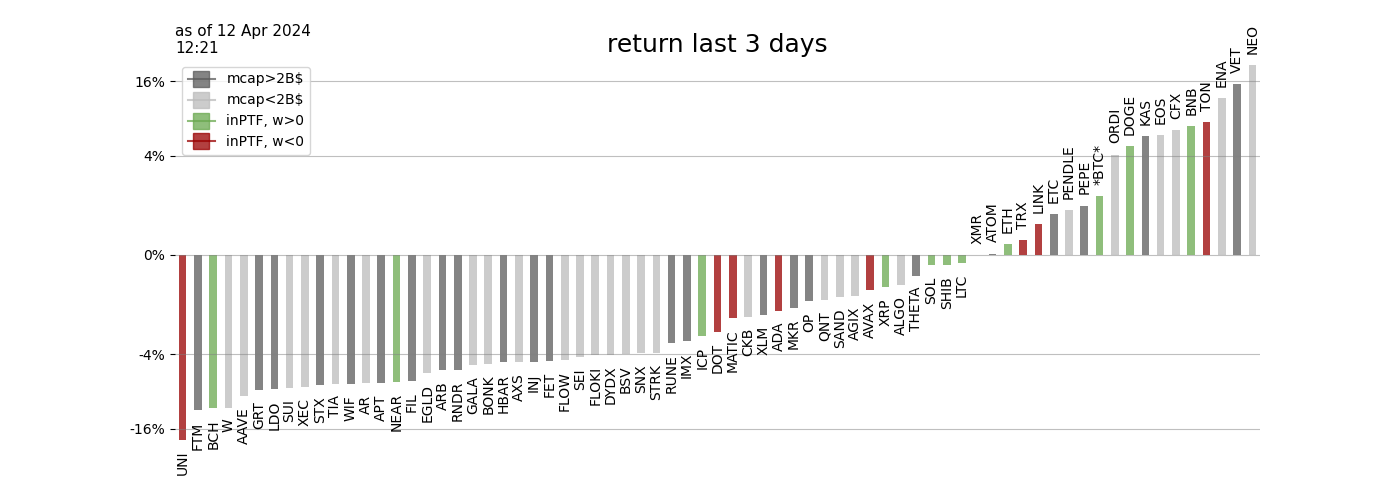 as of 12 Apr 2024
12:21
return last 3 days
mcap>2B$
mcap<2B$
inPTF, w>0
inPTF, w<0
16%
4%
0%
-4%
-16%
UNI
FTM
BCH
W
AAVE
GRT
LDO
SUI
XEC
STX
TIA
WIF
AR
APT
NEAR
FIL
EGLD
ARB
RNDR
GALA
BONK
HBAR
AXS
INJ
FET
FLOW
SEI
FLOKI
DYDX
BSV
SNX
STRK
RUNE
IMX
ICP
DOT
MATIC
CKB
XLM
ADA
MKR
OP
QNT
SAND
AGIX
AVAX
XRP
ALGO
THETA
SOL
SHIB
LTC
XMR
ATOM
ETH
TRX
LINK
ETC
PENDLE
PEPE
*BTC*
ORDI
DOGE
KAS
EOS
CFX
BNB
TON
ENA
VET
NEO